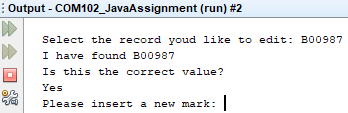 Output - COM102_JavaAssignment (run) #2
Select the record youd like to edit: B00987
I have found B00987
Is this the correct value?
Yes
Please insert a new mark: